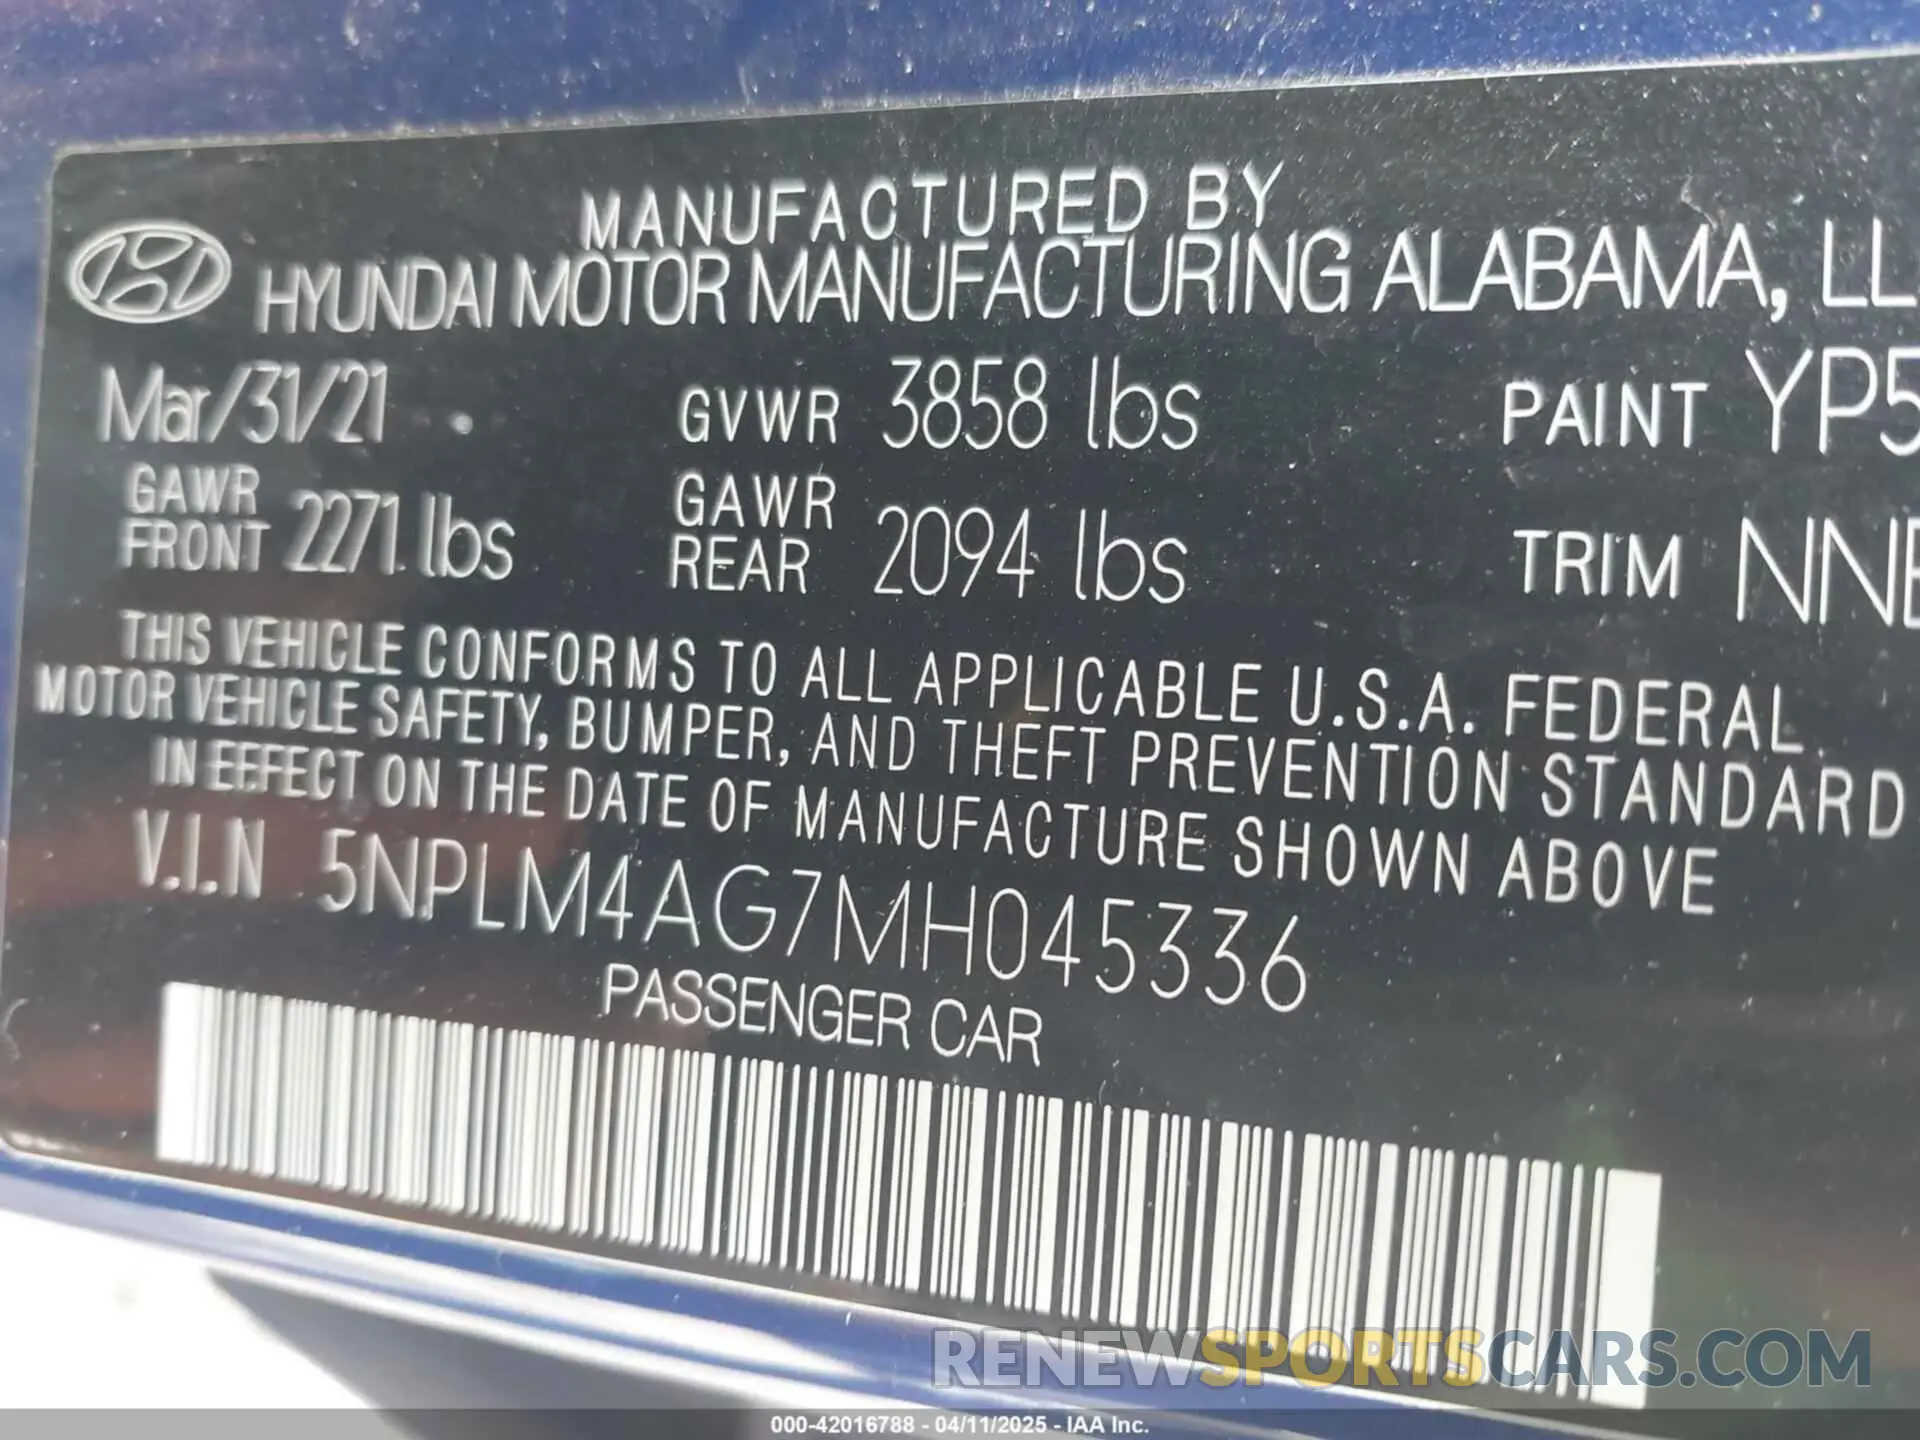 MANUFACTURED BY
HYUNDAI MOTOR MANUFACTURING ALABAMA, LL
Mar/31/21 GVWR 3858 lbs PAINT YP5
GAWR FRONT 2271 lbs GAWR REAR 2094 lbs TRIM NN
THIS VEHICLE CONFORMS TO ALL APPLICABLE U.S.A. FEDERAL
MOTOR VEHICLE SAFETY, BUMPER, AND THEFT PREVENTION STANDARD
IN EFFECT ON THE DATE OF MANUFACTURE SHOWN ABOVE
V.I.N 5NPLM4AG7MH045336
PASSENGER CAR
RENEWSPORTSCARS.COM
000-42016788 - 04/11/2025 - IAA Inc.